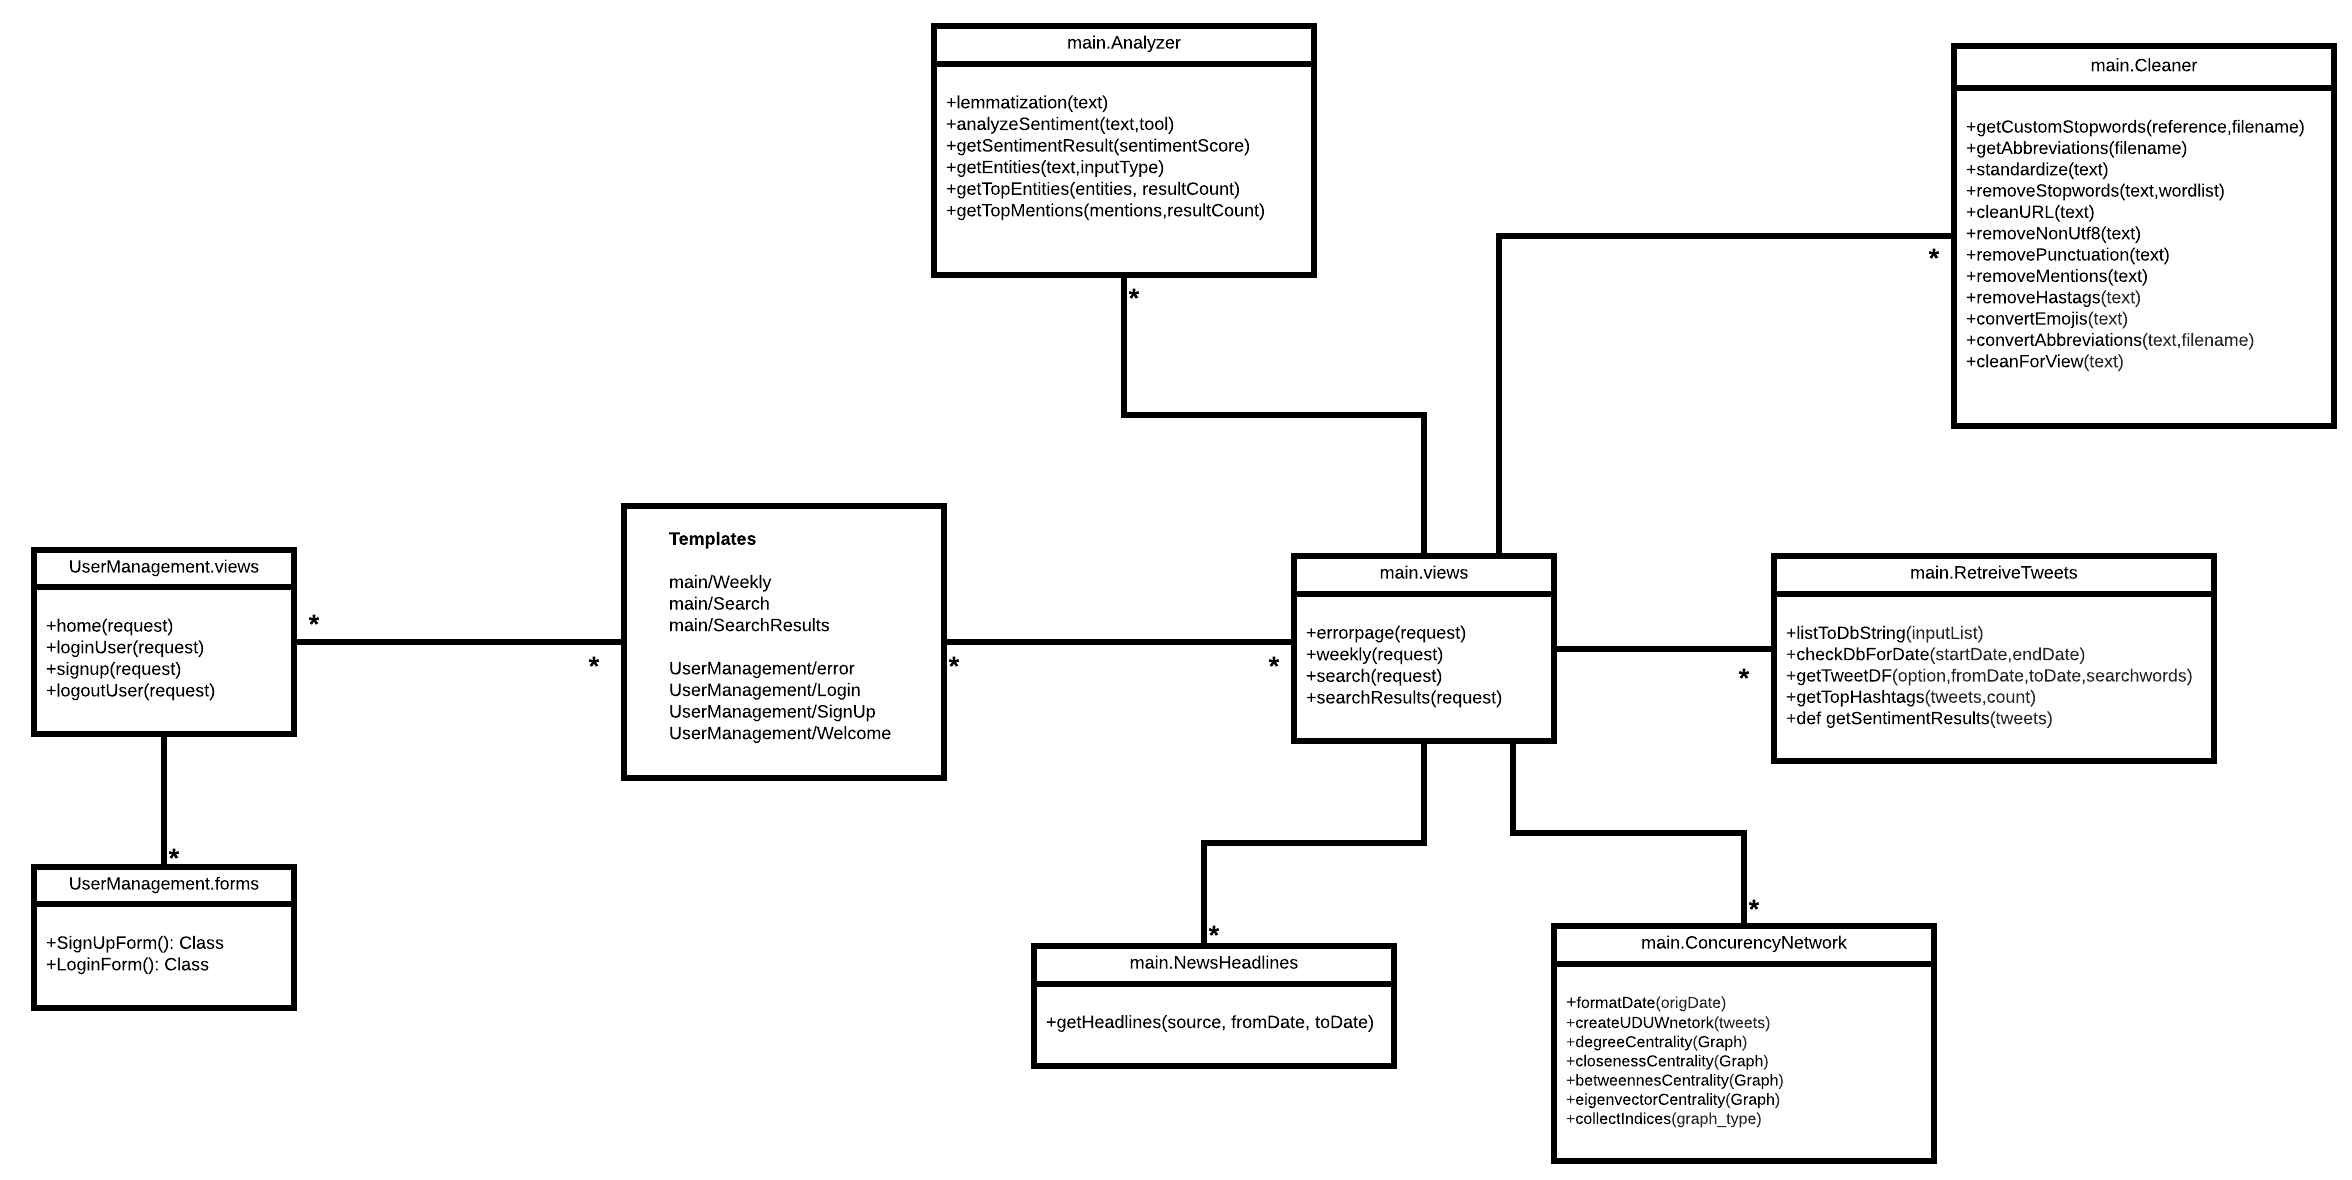 main.Analyzer
+lemmatization(text)
+analyzeSentiment(text,tool)
+getSentimentResult(sentimentScore)
+getEntities(text,inputType)
+getTopEntities(entities, resultCount)
+getTopMentions(mentions,resultCount)
*
main.Cleaner
+getCustomStopwords(reference,filename)
+getAbbreviations(filename)
+standardize(text)
+removeStopwords(text,wordlist)
+cleanURL(text)
+removeNonUtf8(text)
+removePunctuation(text)
+removeMentions(text)
+removeHastags(text)
+convertEmojis(text)
+convertAbbreviations(text,filename)
+cleanForView(text)
*
UserManagement.views
+home(request)
+loginUser(request)
+signup(request)
+logoutUser(request)
*
*
Templates
main/Weekly
main/Search
main/SearchResults
UserManagement/error
UserManagement/Login
UserManagement/SignUp
UserManagement/Welcome
*
*
main.views
+errorpage(request)
+weekly(request)
+search(request)
+searchResults(request)
*
main.RetreiveTweets
+listToDbString(inputList)
+checkDbForDate(startDate,endDate)
+getTweetDF(option,fromDate,toDate,searchwords)
+getTopHashtags(tweets,count)
+def getSentimentResults(tweets)
*
UserManagement.forms
+SignUpForm(): Class
+LoginForm(): Class
*
main.NewsHeadlines
+getHeadlines(source, fromDate, toDate)
*
main.ConcurencyNetwork
+formatDate(origDate)
+createUDUWnetork(tweets)
+degreeCentrality(Graph)
+closenessCentrality(Graph)
+betweennesCentrality(Graph)
+eigenvectorCentrality(Graph)
+collectIndices(graph_type)